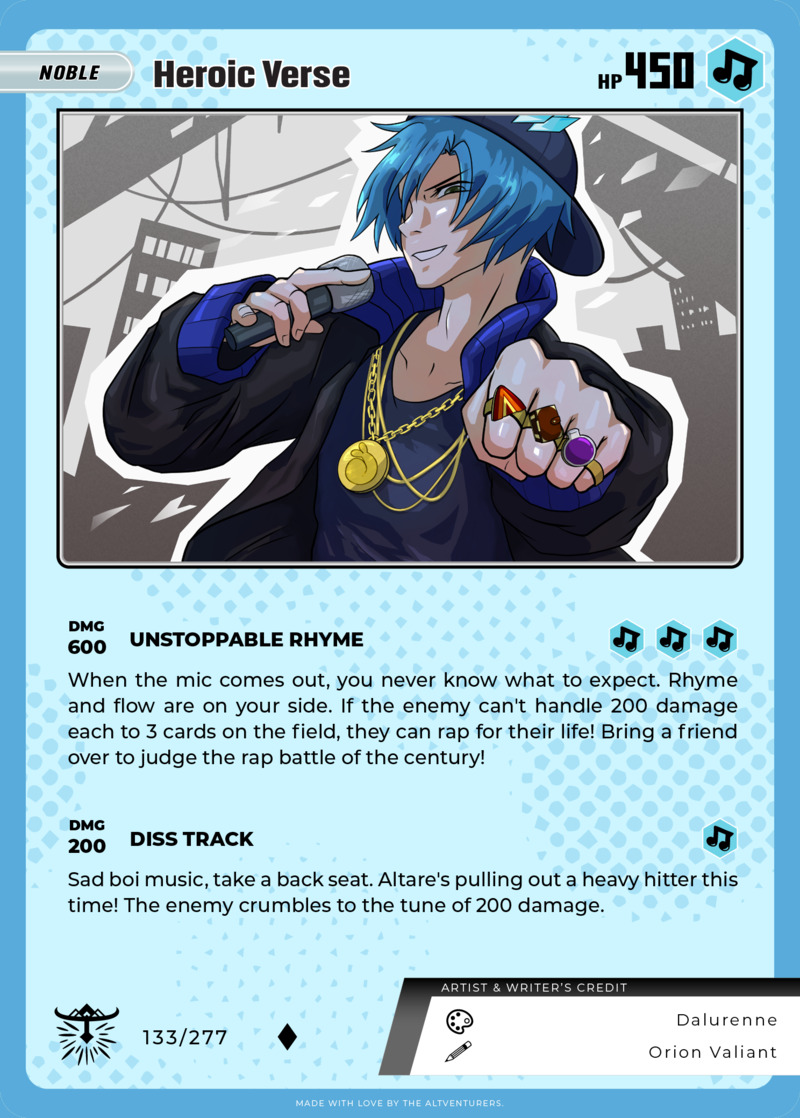 NOBLE
Heroic Verse
HP 450
DMG
600
UNSTOPPABLE RHYME
When the mic comes out, you never know what to expect. Rhyme
and flow are on your side. If the enemy can't handle 200 damage
each to 3 cards on the field, they can rap for their life! Bring a friend
over to judge the rap battle of the century!
DMG
200
DISS TRACK
Sad boi music, take a back seat. Altare's pulling out a heavy hitter this
time! The enemy crumbles to the tune of 200 damage.
ARTIST & WRITER'S CREDIT
133/277
Dalurenne
Orion Valiant
MADE WITH LOVE BY THE ALTVENTURERS.